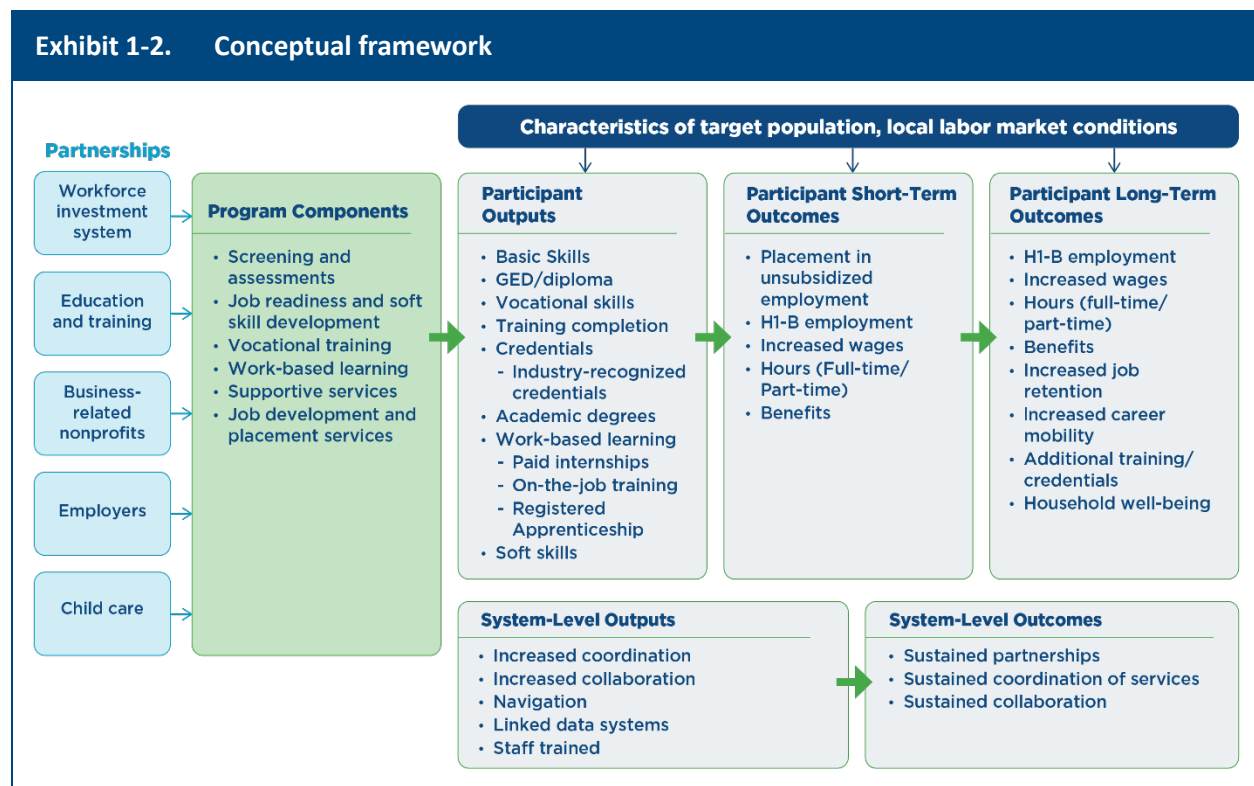 Exhibit 1-2. Conceptual framework
Characteristics of target population, local labor market conditions
Partnerships
Workforce
investment
system
Education
and training
Business-
related
nonprofits
Employers
Child care
Program Components
• Screening and
assessments
• Job readiness and soft
skill development
• Vocational training
• Work-based learning
• Supportive services
• Job development and
placement services
Participant
Outputs
• Basic Skills
• GED/diploma
• Vocational skills
• Training completion
• Credentials
- Industry-recognized
credentials
• Academic degrees
• Work-based learning
- Paid internships
- On-the-job training
- Registered
Apprenticeship
• Soft skills
Participant Short-Term
Outcomes
• Placement in
unsubsidized
employment
• H1-B employment
• Increased wages
• Hours (Full-time/
Part-time)
• Benefits
Participant Long-Term
Outcomes
• H1-B employment
• Increased wages
• Hours (full-time/
part-time)
• Benefits
• Increased job
retention
• Increased career
mobility
• Additional training/
credentials
• Household well-being
System-Level Outputs
• Increased coordination
• Increased collaboration
• Navigation
• Linked data systems
• Staff trained
System-Level Outcomes
• Sustained partnerships
• Sustained coordination of services
• Sustained collaboration